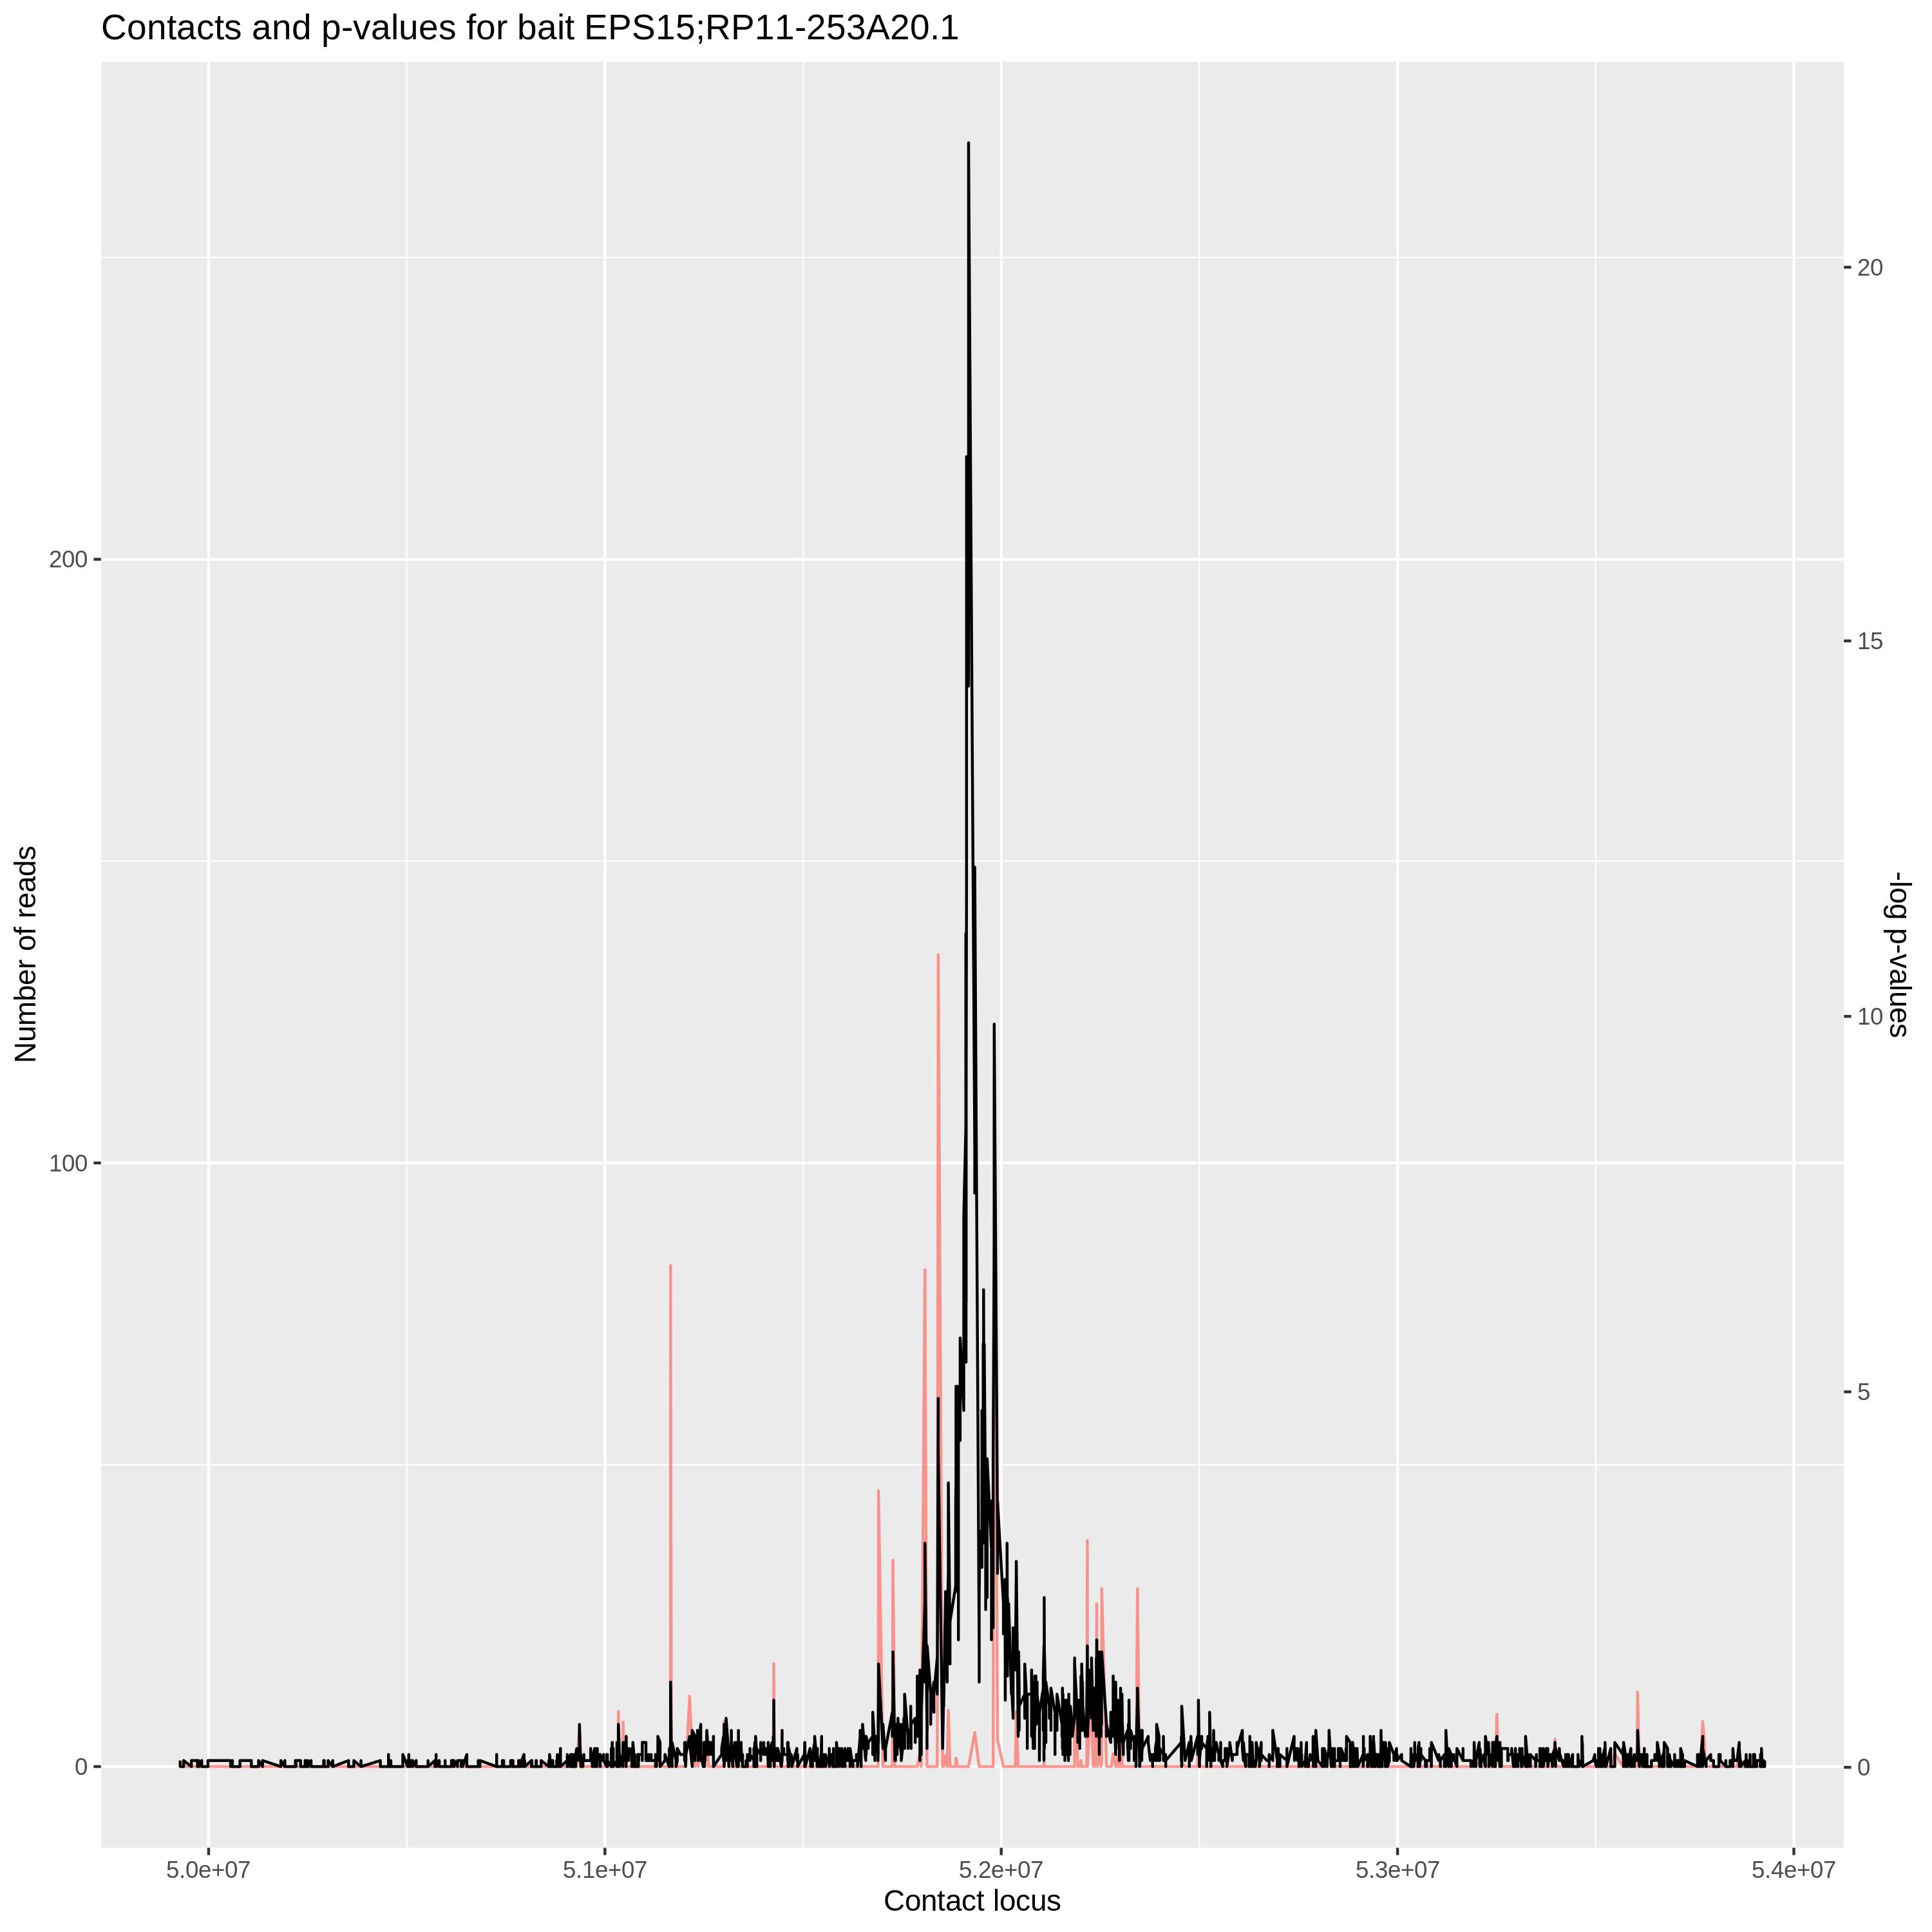 Contacts and p-values for bait EPS15;RP11-253A20.1
Number of reads
200
100
0
20
15
10
5
0
-log p-values
5.0e+07 5.1e+07 5.2e+07 5.3e+07 5.4e+07
Contact locus